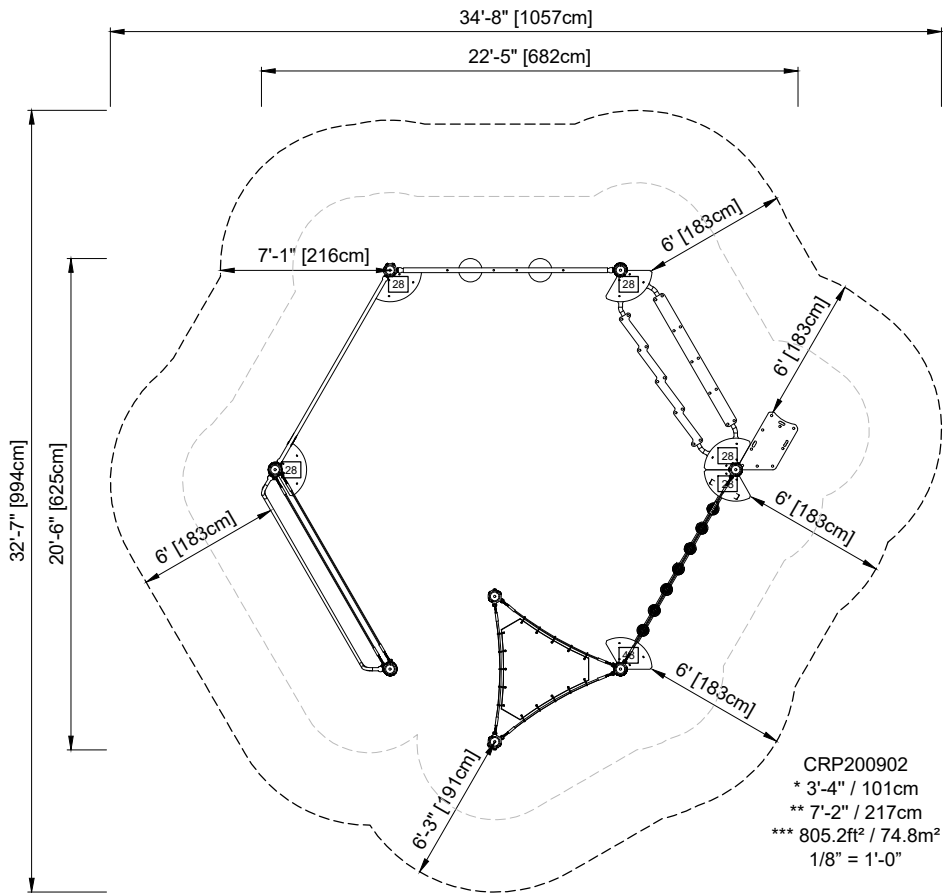 34'-8" [1057cm]
22'-5" [682cm]
6' [183cm]
7'-1" [216cm]
28
28
6' [183cm]
32'-7" [994cm]
20'-6" [625cm]
28
28
28
6' [183cm]
6' [183cm]
48
6' [183cm]
6'-3" [191cm]
CRP200902
* 3'-4" / 101cm
** 7'-2" / 217cm
*** 805.2ft² / 74.8m²
1/8” = 1'-0”